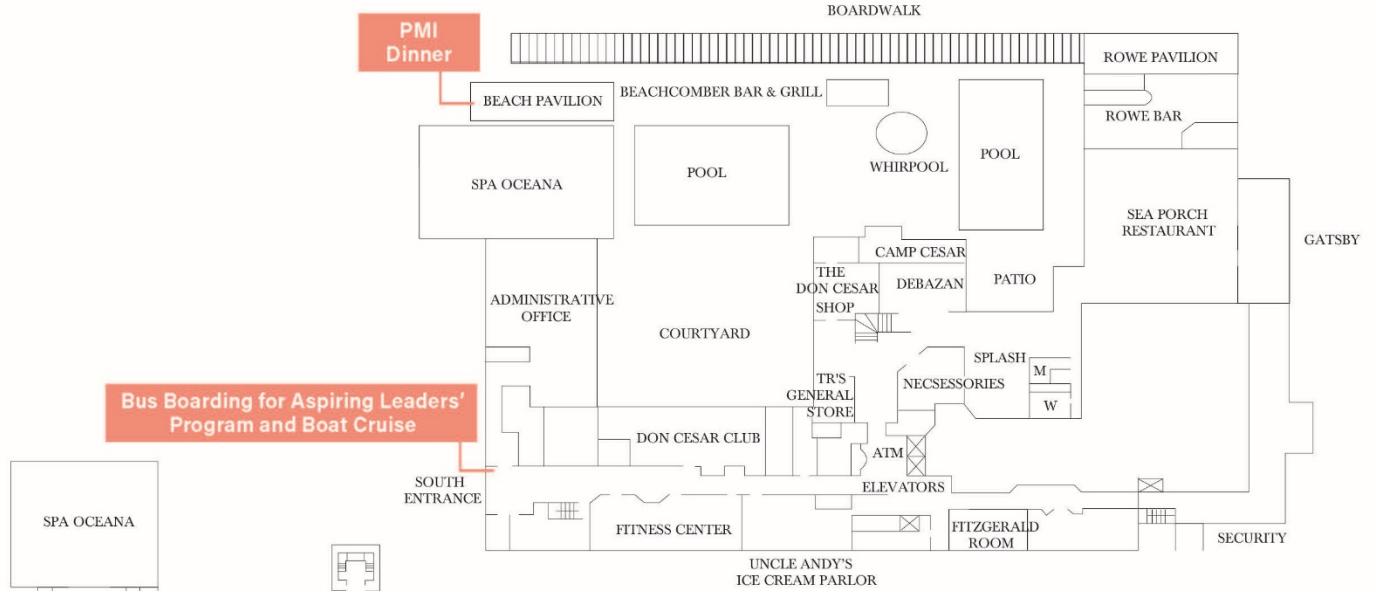 BOARDWALK
PMI
Dinner
ROWE PAVILION
BEACH PAVILION
BEACHCOMBER BAR & GRILL
ROWE BAR
WHIRPOOL
POOL
POOL
SPA OCEANA
SEA PORCH
RESTAURANT
GATSBY
CAMP CESAR
THE
DON CESAR
SHOP
DEBAZAN
PATIO
ADMINISTRATIVE
OFFICE
COURTYARD
SPLASH
M
W
NECSESSORIES
TR'S
GENERAL
STORE
Bus Boarding for Aspiring Leaders'
Program and Boat Cruise
DON CESAR CLUB
ATM
ELEVATORS
SOUTH
ENTRANCE
SPA OCEANA
FITNESS CENTER
FITZGERALD
ROOM
SECURITY
UNCLE ANDY'S
ICE CREAM PARLOR